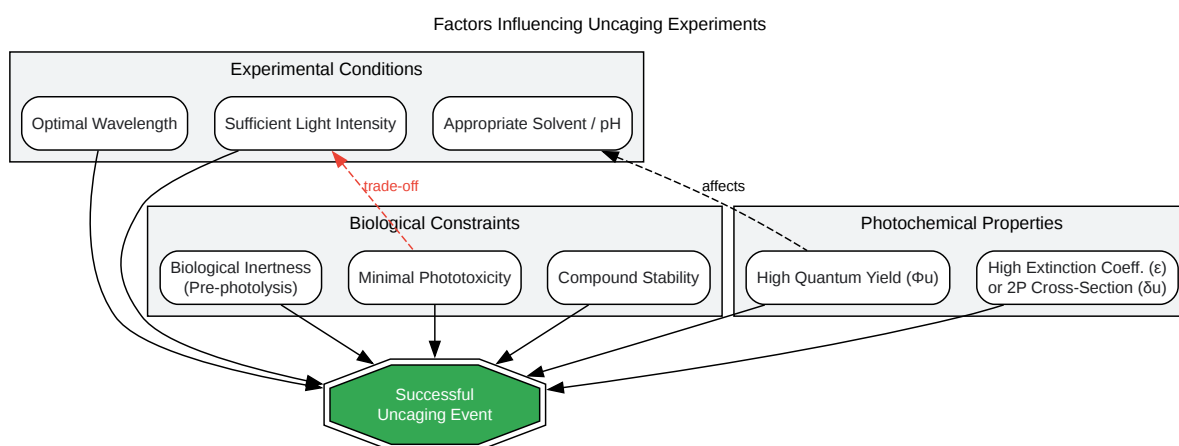 Factors Influencing Uncaging Experiments
Experimental Conditions
Optimal Wavelength
Sufficient Light Intensity
Appropriate Solvent / pH
trade-off
affects
Biological Constraints
Biological Inertness
(Pre-photolysis)
Minimal Phototoxicity
Compound Stability
Photochemical Properties
High Quantum Yield (Φu)
High Extinction Coeff. (ε)
or 2P Cross-Section (δu)
Successful
Uncaging Event